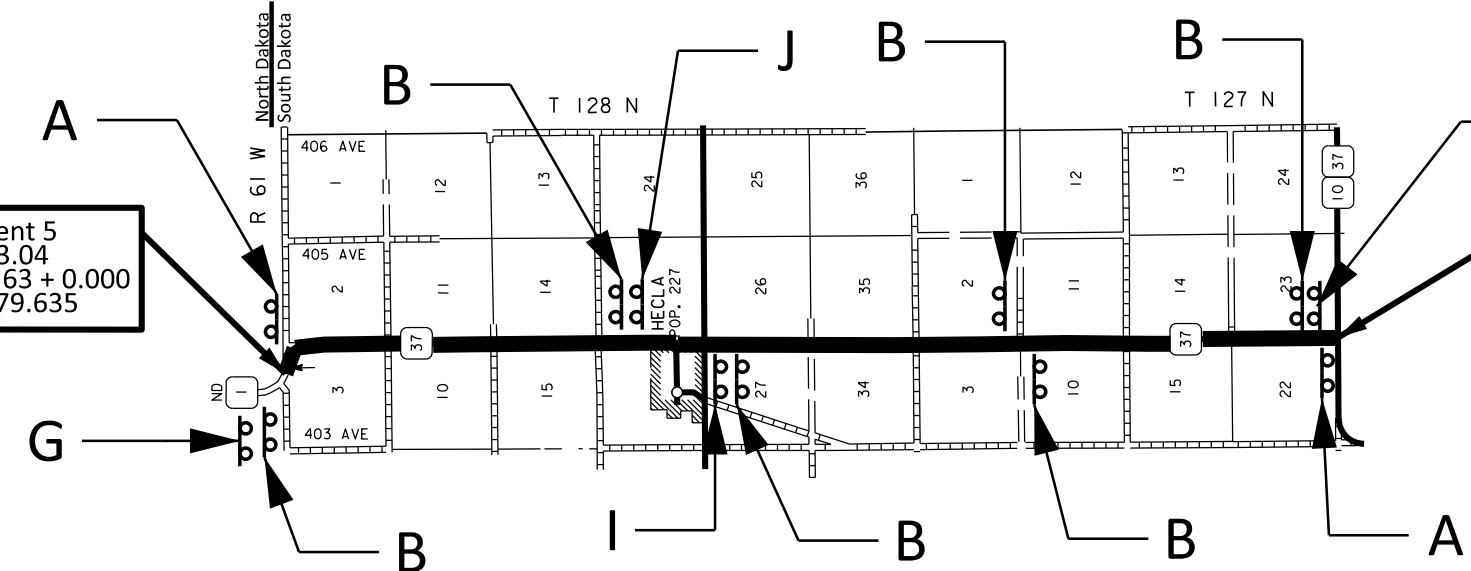 North Dakota
South Dakota
A
B
J
B
B
T 128 N
T 127 N
R 61 W
406 AVE
1
12
13
24
25
36
1
12
13
24
37
10
ent 5
3.04
63 + 0.000
79.635
405 AVE
2
11
14
HECLA
POP. 227
26
35
2
11
14
23
37
37
ND
1
3
10
15
27
34
3
10
15
22
403 AVE
G
B
I
B
B
A